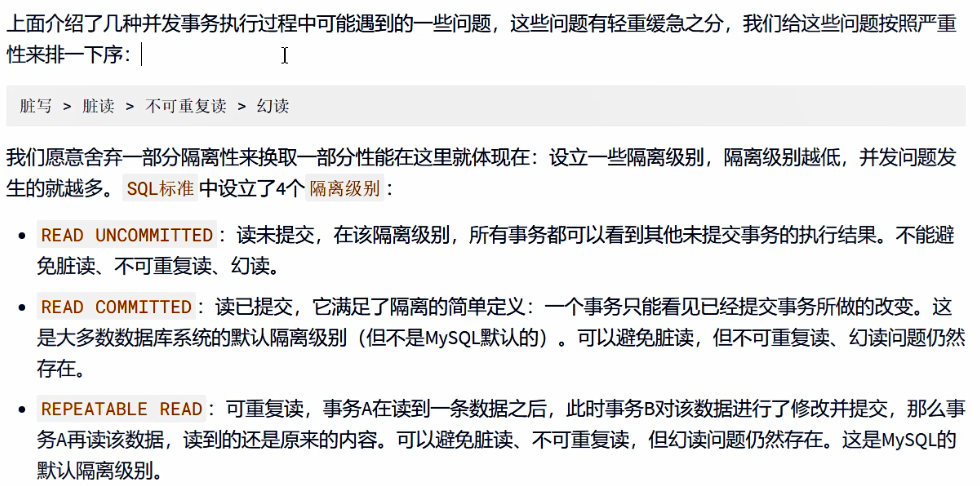 上面介绍了几种并发事务执行过程中可能遇到的一些问题，这些问题有轻重缓急之分，我们给这些问题按照严重
性来排一下序：
脏写 > 脏读 > 不可重复读 > 幻读
我们愿意舍弃一部分隔离性来换取一部分性能在这里就体现在：设立一些隔离级别，隔离级别越低，并发问题发
生的就越多。 SQL标准 中设立了4个 隔离级别 ：
• READ UNCOMMITTED ：读未提交，在该隔离级别，所有事务都可以看到其他未提交事务的执行结果。不能避
免脏读、不可重复读、幻读。
• READ COMMITTED ：读已提交，它满足了隔离的简单定义：一个事务只能看见已经提交事务所做的改变。这
是大多数数据库系统的默认隔离级别（但不是MySQL默认的）。可以避免脏读，但不可重复读、幻读问题仍然
存在。
• REPEATABLE READ ：可重复读，事务A在读到一条数据之后，此时事务B对该数据进行了修改并提交，那么事
务A再读该数据，读到的还是原来的内容。可以避免脏读、不可重复读，但幻读问题仍然存在。这是MySQL的
默认隔离级别。